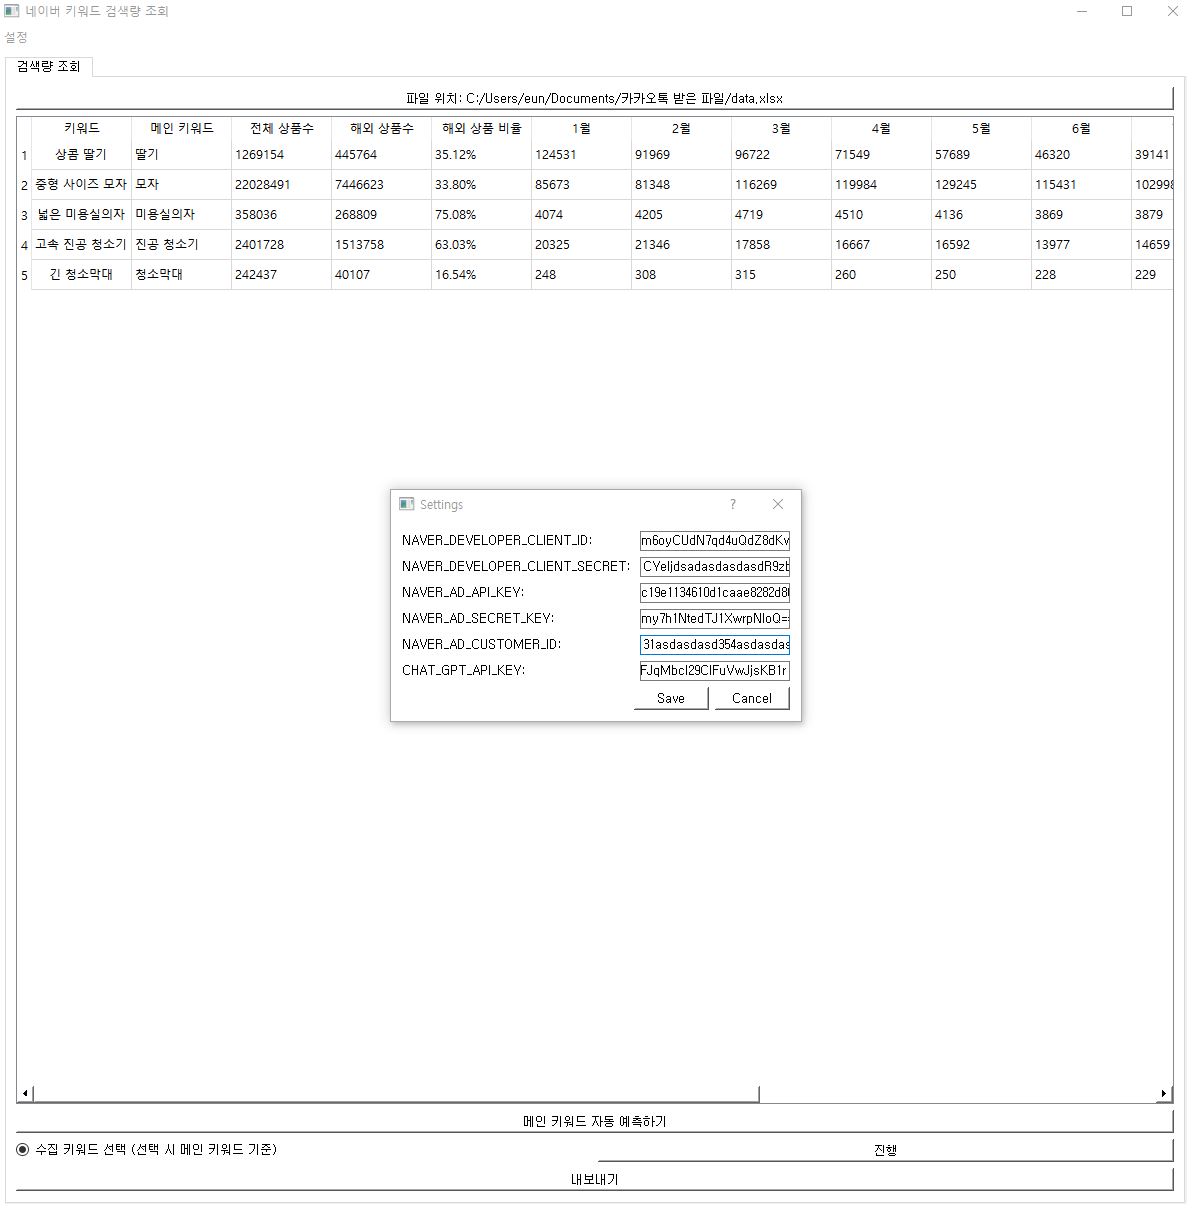 네이버 키워드 검색량 조회
설정
검색량 조회
파일 위치: C:/Users/eun/Documents/카카오톡 받은 파일/data.xlsx
키워드 메인 키워드 전체 상품수 해외 상품수 해외 상품 비율 1월 2월 3월 4월 5월 6월
1 상콤 딸기 딸기 1269154 445764 35.12% 124531 91969 96722 71549 57689 46320 39141
2 중형 사이즈 모자 모자 22028491 7446623 33.80% 85673 81348 116269 119984 129245 115431 102998
3 넓은 미용실의자 미용실의자 358036 268809 75.08% 4074 4205 4719 4510 4136 3869 3879
4 고속 진공 청소기 진공 청소기 2401728 1513758 63.03% 20325 21346 17858 16667 16592 13977 14659
5 긴 청소막대 청소막대 242437 40107 16.54% 248 308 315 260 250 228 229
Settings ?
NAVER_DEVELOPER_CLIENT_ID: m6oyCUdN7qd4uQdZ8dKv
NAVER_DEVELOPER_CLIENT_SECRET: CYeljdsadasdasdasdR9zb
NAVER_AD_API_KEY: c19e1134610d1caae8282d8
NAVER_AD_SECRET_KEY: my7h1NtedTJ1XwrpNloQ=
NAVER_AD_CUSTOMER_ID: 31asdasdasd354asdasdas
CHAT_GPT_API_KEY: FJqMbcl29ClFuVwJjsKB1r
Save Cancel
메인 키워드 자동 예측하기
수집 키워드 선택 (선택 시 메인 키워드 기준) 진행
내보내기